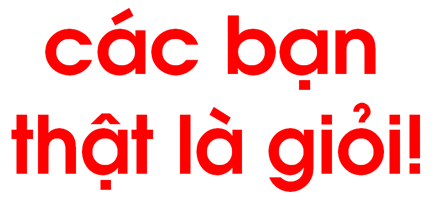 các bạn
thật là giỏi!